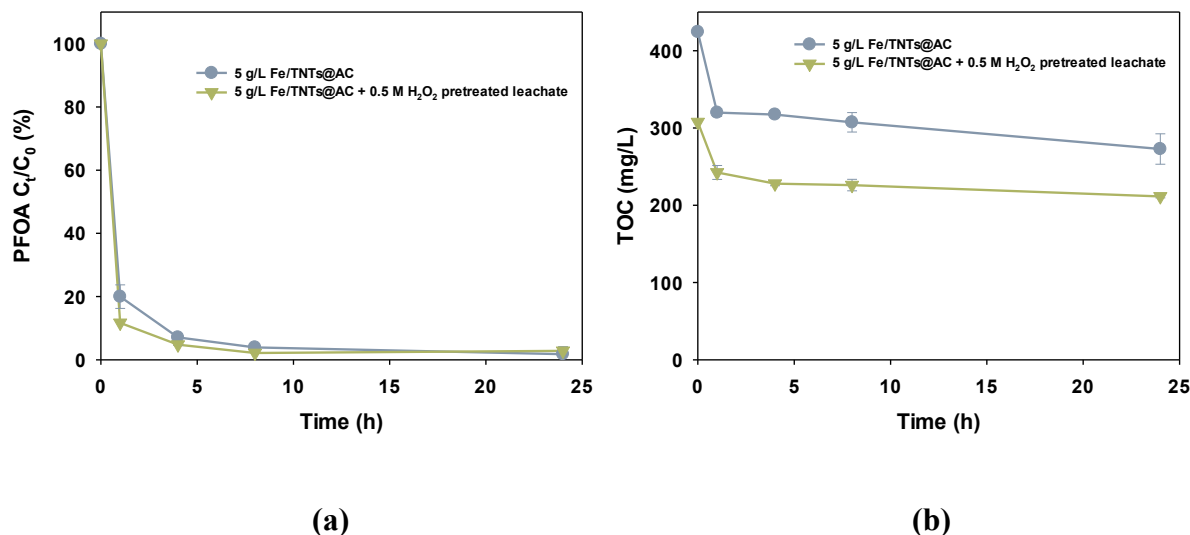 100
80
60
40
20
0
PFOA Cₜ/C₀ (%)
5 g/L Fe/TNTs@AC
5 g/L Fe/TNTs@AC + 0.5 M H₂O₂ pretreated leachate
0 5 10 15 20 25
Time (h)
(a)
400
300
200
100
0
TOC (mg/L)
5 g/L Fe/TNTs@AC
5 g/L Fe/TNTs@AC + 0.5 M H₂O₂ pretreated leachate
0 5 10 15 20 25
Time (h)
(b)